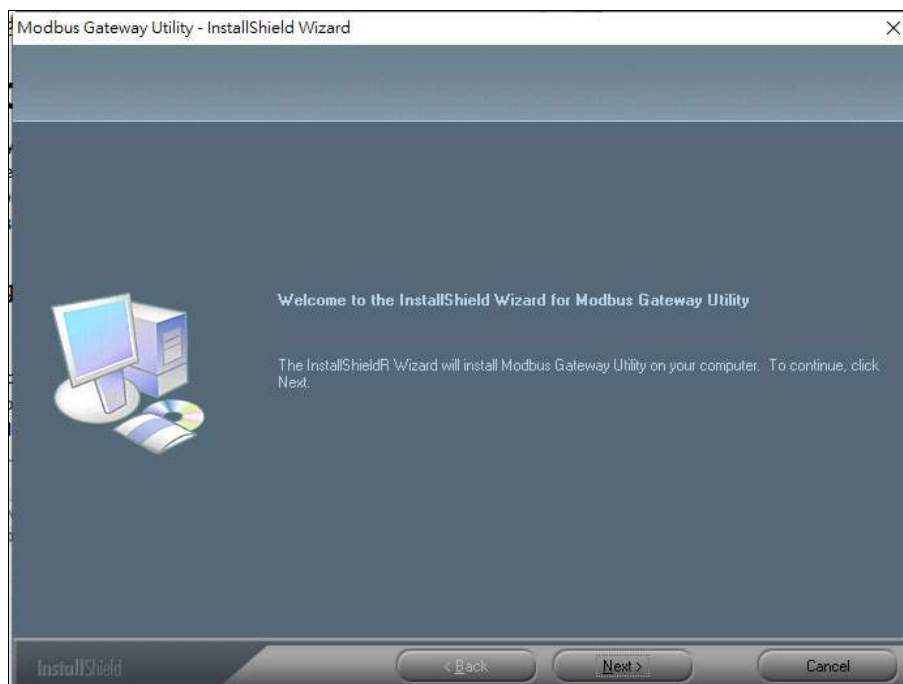 Modbus Gateway Utility - InstallShield Wizard
Welcome to the InstallShield Wizard for Modbus Gateway Utility
The InstallShieldR Wizard will install Modbus Gateway Utility on your computer. To continue, click
Next.
InstallShield
< Back
Next >
Cancel